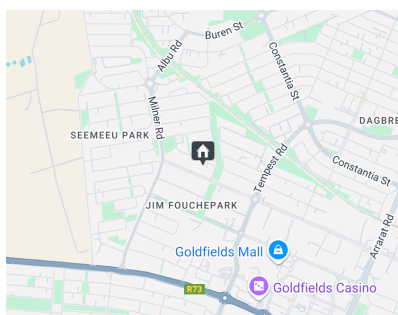 Buren St
Albu Rd
Constantia St
Milner Rd
DAGBRE
SEEMEEU PARK
Tempest Rd
Constantia St
JIM FOUCHEPARK
Ararat Rd
Goldfields Mall
R73
Goldfields Casino